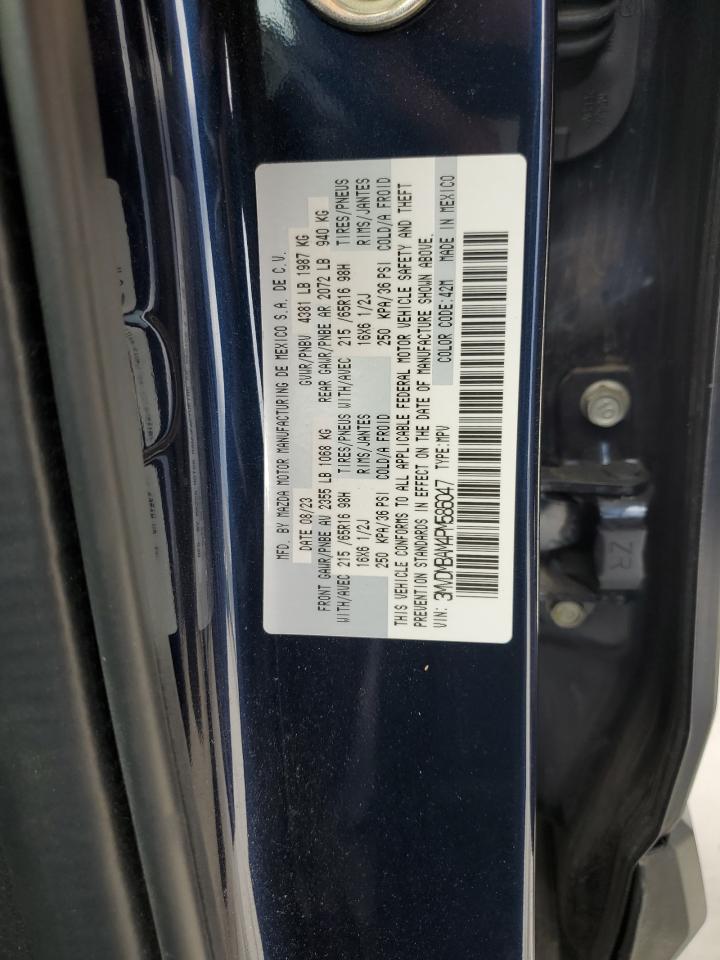 MFD. BY MAZDA MOTOR MANUFACTURING DE MEXICO S.A. DE C.V.
DATE 08/23 GVWR/PNBV 4381 LB 1987 KG
FRONT GAWR/PNBE AV 2355 LB 1068 KG REAR GAWR/PNBE AR 2072 LB 940 KG
WITH/AVEC 215 /65R16 98H TIRES/PNEUS WITH/AVEC 215 /65R16 98H TIRES/PNEUS
16X6 1/2J RIMS/JANTES 16X6 1/2J RIMS/JANTES
250 KPA/36 PSI COLD/A FROID 250 KPA/36 PSI COLD/A FROID
THIS VEHICLE CONFORMS TO ALL APPLICABLE FEDERAL MOTOR VEHICLE SAFETY AND THEFT
PREVENTION STANDARDS IN EFFECT ON THE DATE OF MANUFACTURE SHOWN ABOVE.
VIN: 3MVDMBAM4PM586047 TYPE:MPV COLOR CODE:42M MADE IN MEXICO
ZR